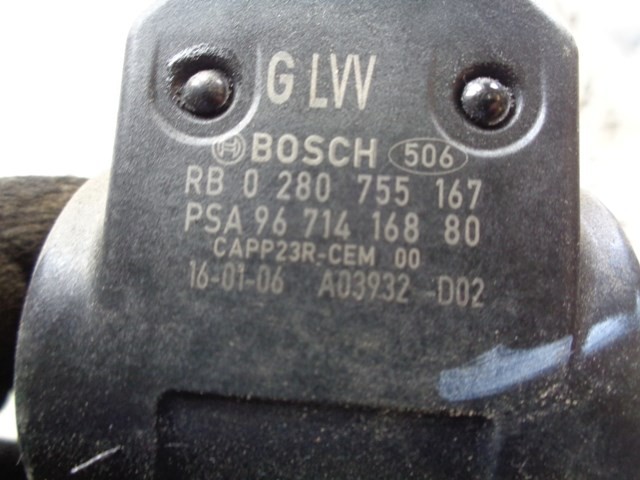 G LVV
BOSCH 506
RB 0 280 755 167
PSA 96 714 168 80
CAPP23R-CEM 00
16-01-06 A03932 -D02